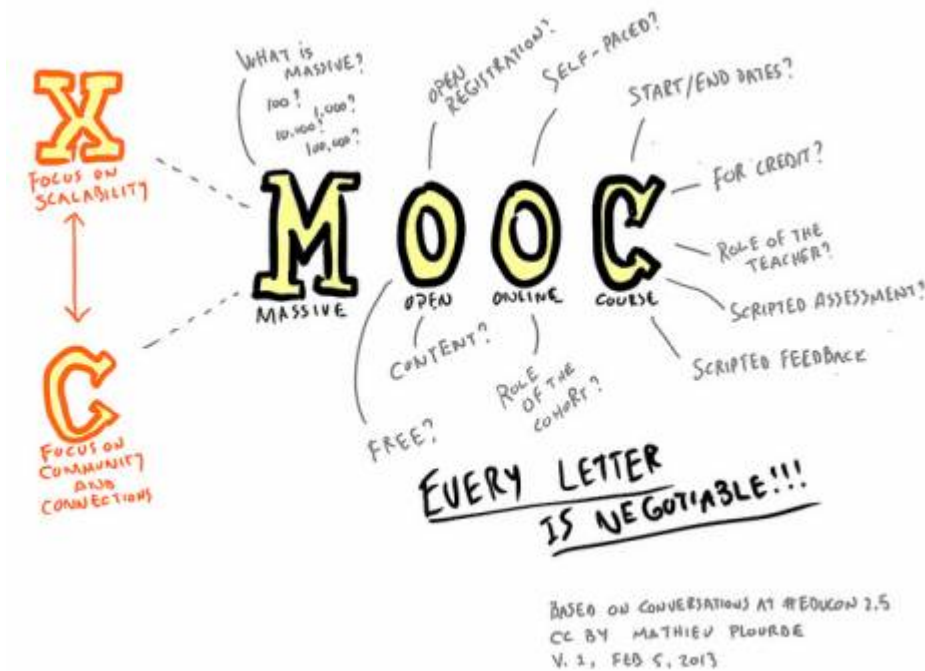 X
FOCUS ON
SCALABILITY
C
FOCUS ON
COMMUNITY
AND
CONNECTIONS
WHAT IS
MASSIVE?
100?
1,000?
10,000?
100,000?
OPEN
REGISTRATION?
SELF-PACED?
START/END DATES?
FOR CREDIT?
MOOC
MASSIVE
OPEN
ONLINE
COURSE
ROLE OF THE
TEACHER?
SCRIPTED ASSESSMENT?
SCRIPTED FEEDBACK
CONTENT?
FREE?
ROLE
OF THE
COHORT?
EVERY LETTER
IS NEGOTIABLE!!!
BASED ON CONVERSATIONS AT #EDUCON 2.5
CC BY MATHIEU PLOURDE
V. 1, FEB 5, 2013